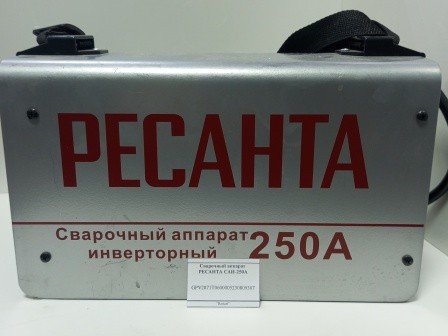 РЕСАНТА
Сварочный аппарат
инверторный
250А
Сварочный аппарат
РЕСАНТА САИ-250А